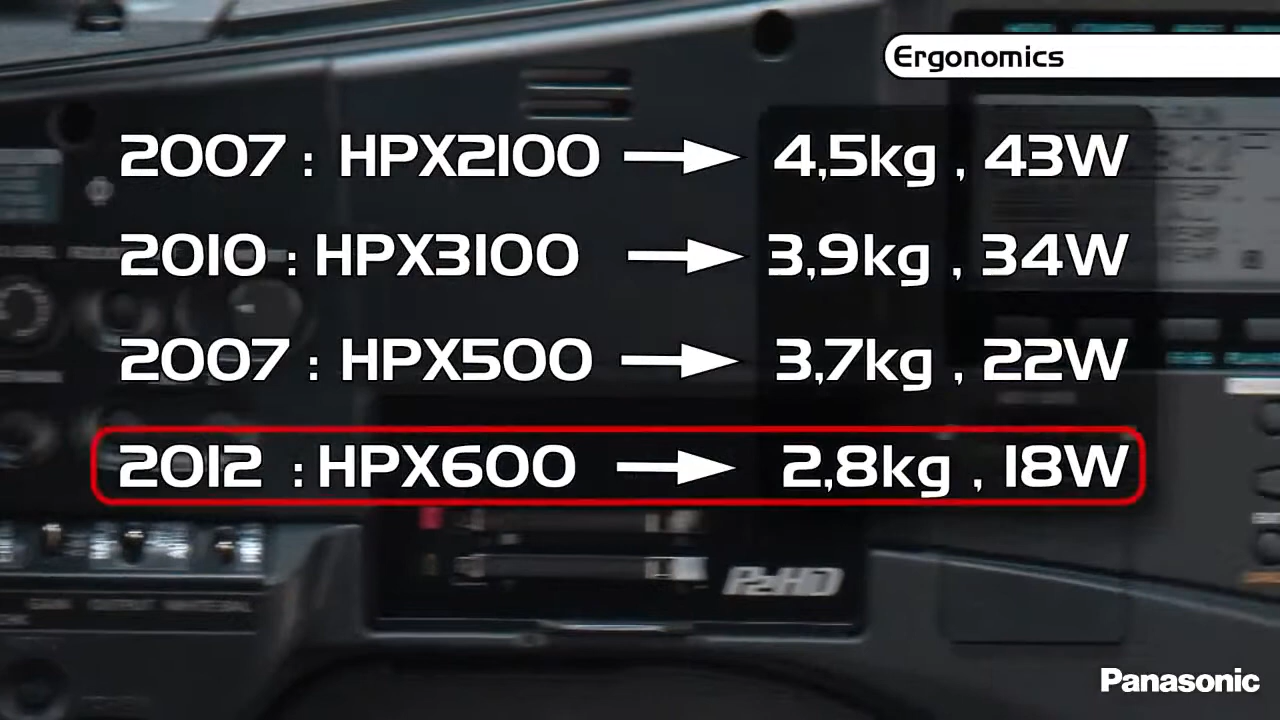 Ergonomics
2007 : HPX2100 → 4,5kg , 43W
2010 : HPX3100 → 3,9kg , 34W
2007 : HPX500 → 3,7kg , 22W
2012 : HPX600 → 2,8kg , 18W
P2HD
Panasonic